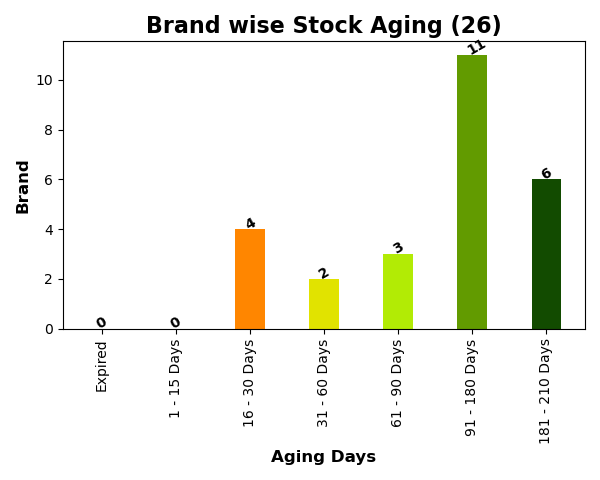 Brand wise Stock Aging (26)
Brand
10
8
6
4
2
0
0
0
4
2
3
11
6
Expired
1 - 15 Days
16 - 30 Days
31 - 60 Days
61 - 90 Days
91 - 180 Days
181 - 210 Days
Aging Days